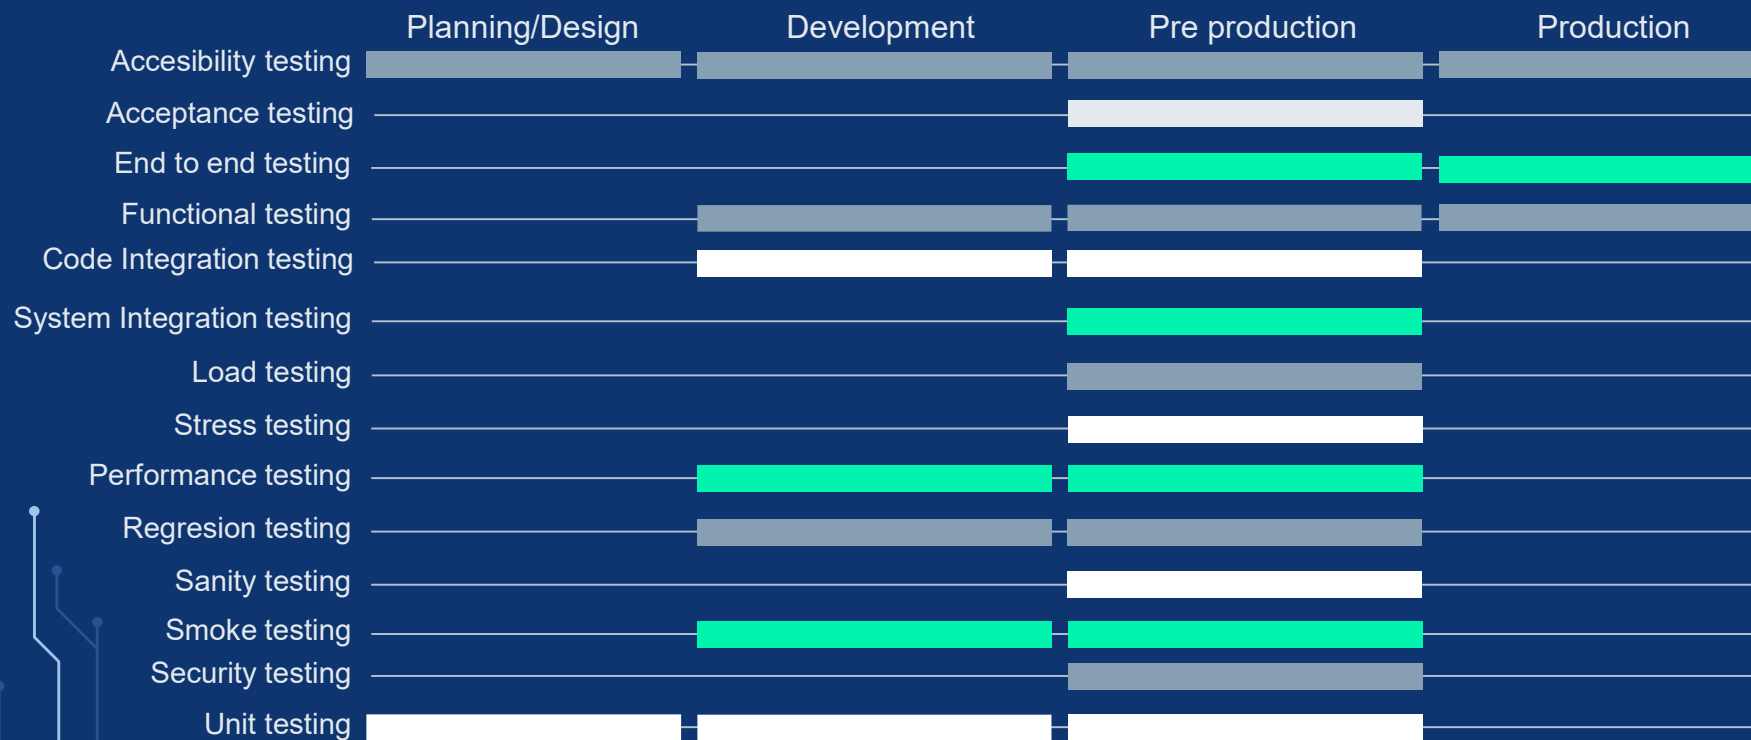 Planning/Design Development Pre production Production
Accesibility testing
Acceptance testing
End to end testing
Functional testing
Code Integration testing
System Integration testing
Load testing
Stress testing
Performance testing
Regresion testing
Sanity testing
Smoke testing
Security testing
Unit testing